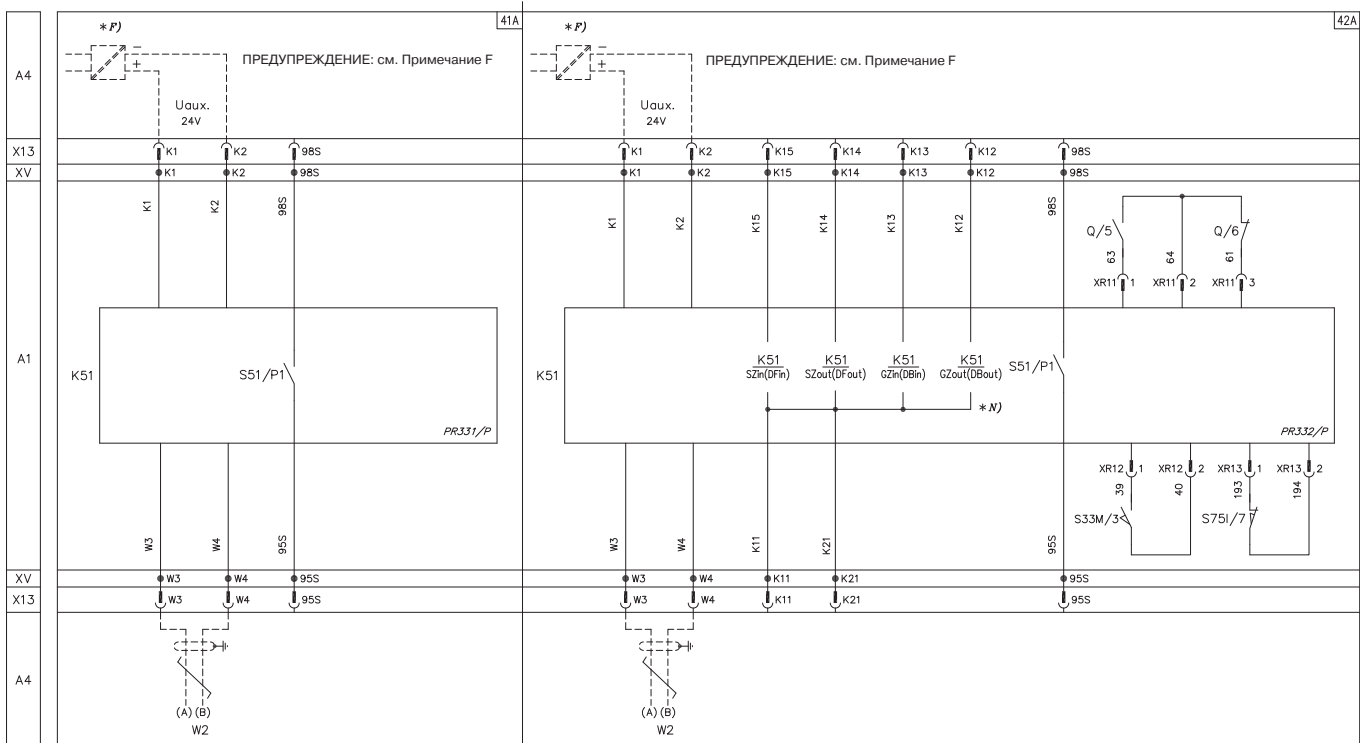 *F)
41A
*F)
42A
A4
ПРЕДУПРЕЖДЕНИЕ: см. Примечание F
ПРЕДУПРЕЖДЕНИЕ: см. Примечание F
−
+
−
+
Uaux.
24V
Uaux.
24V
X13
K1
K2
98S
K1
K2
K15
K14
K13
K12
98S
XV
K1
K2
98S
K1
K2
K15
K14
K13
K12
98S
K1
K2
98S
K1
K2
K15
K14
K13
K12
98S
Q/5
Q/6
63
64
61
XR11 1
XR11 2
XR11 3
A1
K51
S51/P1
PR331/P
K51
K51
SZin(DFin)
K51
SZout(DFout)
K51
GZin(DBin)
K51
GZout(DBout)
S51/P1
*N)
PR332/P
XR12 1
XR12 2
XR13 1
XR13 2
39
40
193
194
S33M/3
S75I/7
W3
W4
95S
W3
W4
K11
K21
95S
XV
W3
W4
95S
W3
W4
K11
K21
95S
X13
W3
W4
95S
W3
W4
K11
K21
95S
A4
(A) (B)
W2
(A) (B)
W2